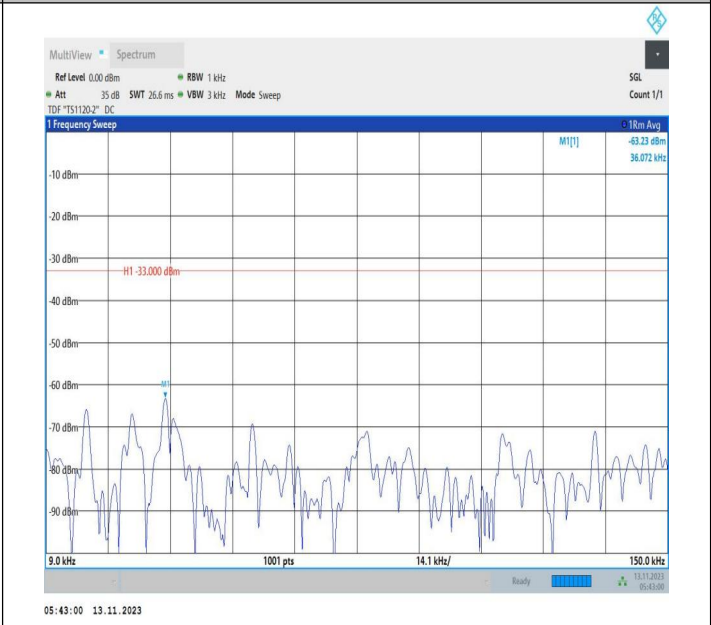 MultiView Spectrum
Ref Level 0.00 dBm RBW 1 kHz SGL
Att 35 dB SWT 26.6 ms VBW 3 kHz Mode Sweep Count 1/1
TDF "TS1120-2" DC
1 Frequency Sweep 1Rm Avg
M1[1] -63.23 dBm
36.072 kHz
-10 dBm
-20 dBm
-30 dBm
H1 -33.000 dBm
-40 dBm
-50 dBm
-60 dBm
M1
-70 dBm
-80 dBm
-90 dBm
9.0 kHz 1001 pts 14.1 kHz/ 150.0 kHz
Ready 13.11.2023
05:43:00
05:43:00 13.11.2023